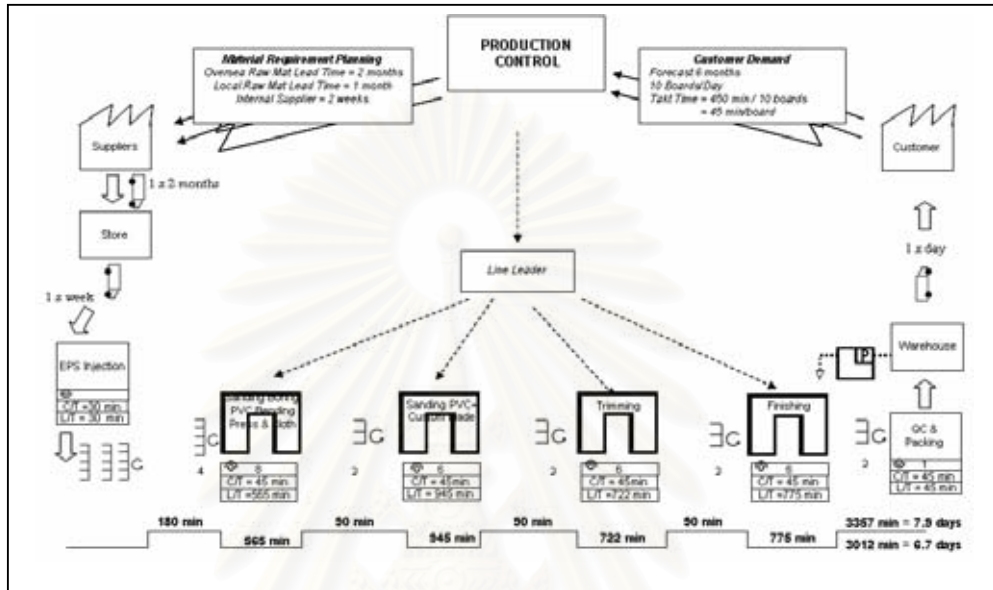 PRODUCTION
CONTROL
Material Requirement Planning
Oversea Raw Mat Lead Time = 2 months
Local Raw Mat Lead Time = 1 month
Internal Supplier = 2 weeks
Customer Demand
Forecast 6 months
10 Boards/Day
Takt Time = 450 min / 10 boards
= 45 min/board
Suppliers
Customer
1 x 2 months
Store
1 x week
1 x day
Line Leader
EPS Injection
C/T =30 min
L/T = 30 min
P
Warehouse
PVC Bending
Press & Cloth
Sanding PVC+
Trimming
Finishing
QC &
Packing
4
8
C/T = 45 min
L/T =565 min
2
6
C/T = 45 min
L/T = 945 min
2
6
C/T = 45min
L/T =722 min
2
6
C/T = 45 min
L/T =775 min
2
1
C/T = 45 min
L/T = 45 min
180 min
90 min
90 min
90 min
3357 min = 7.9 days
565 min
945 min
722 min
775 min
3012 min = 6.7 days